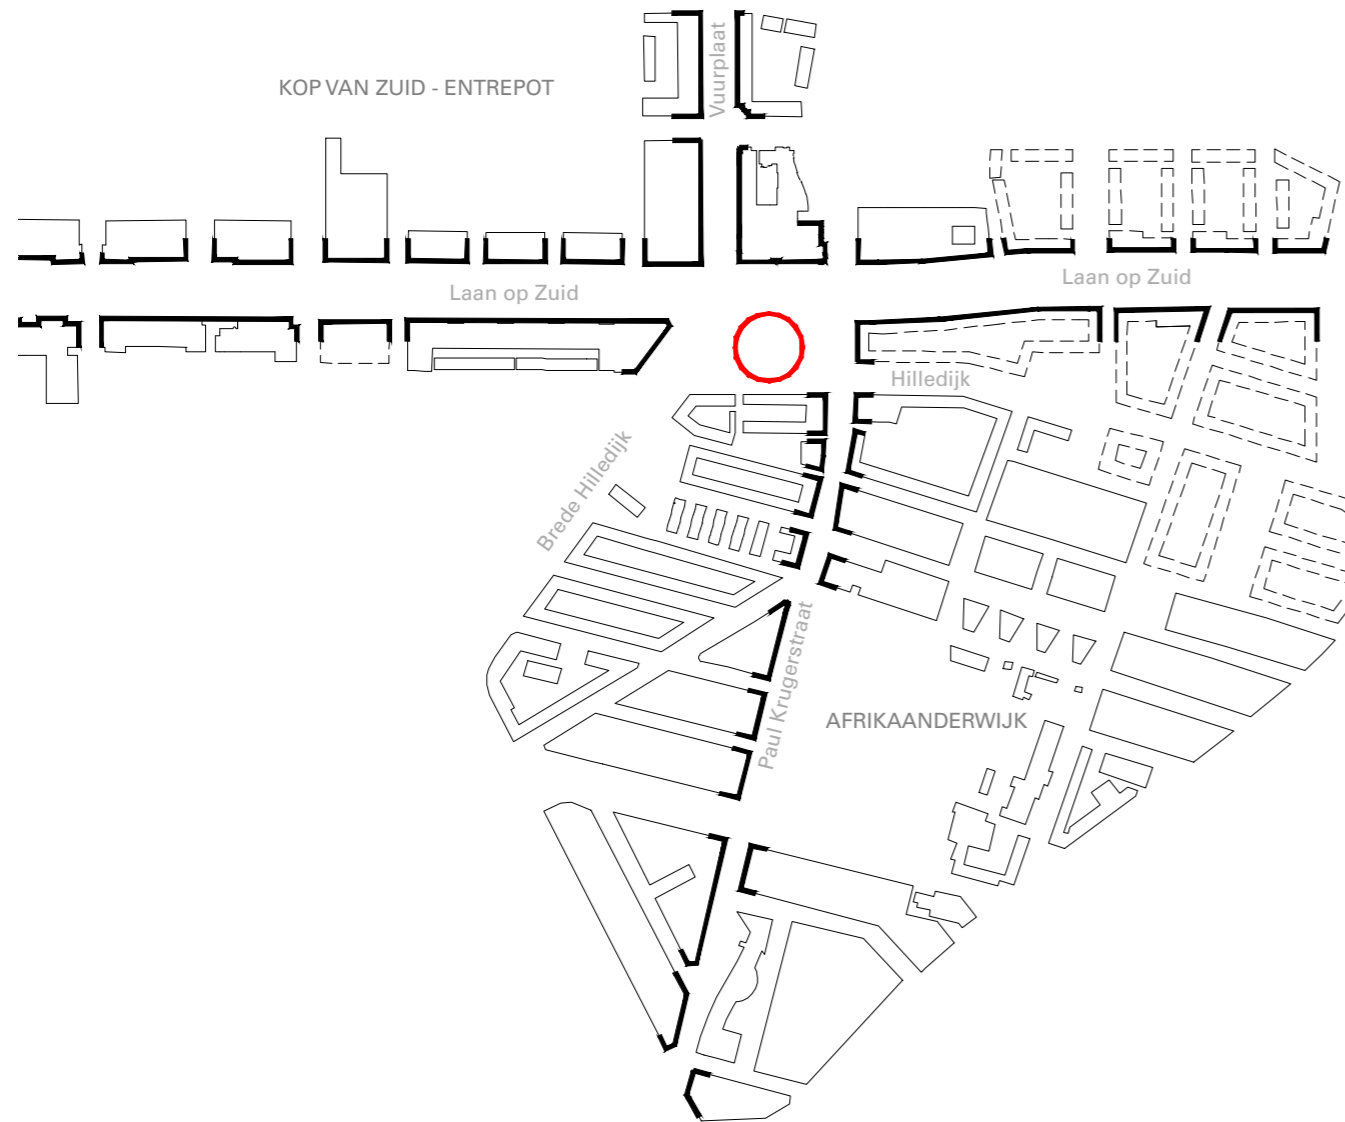 Vuurplaat
KOP VAN ZUID - ENTREPOT
Laan op Zuid
Laan op Zuid
Hilledijk
Brede Hilledijk
Paul Krugerstraat
AFRIKAANDERWIJK